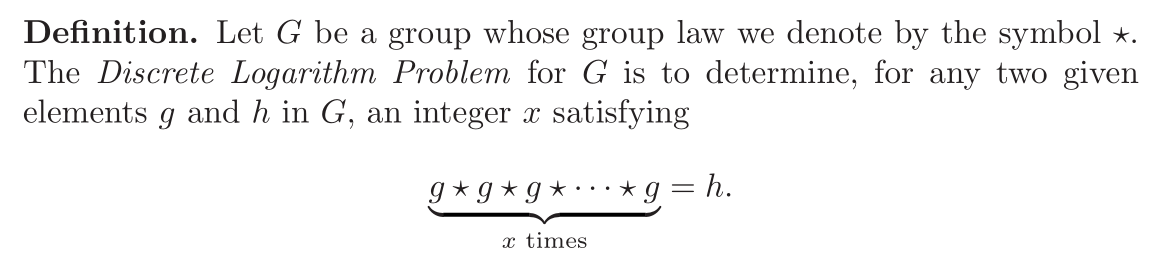 Definition. Let G be a group whose group law we denote by the symbol ⋆.
The Discrete Logarithm Problem for G is to determine, for any two given
elements g and h in G, an integer x satisfying
g ⋆ g ⋆ g ⋆ ··· ⋆ g = h.
x times